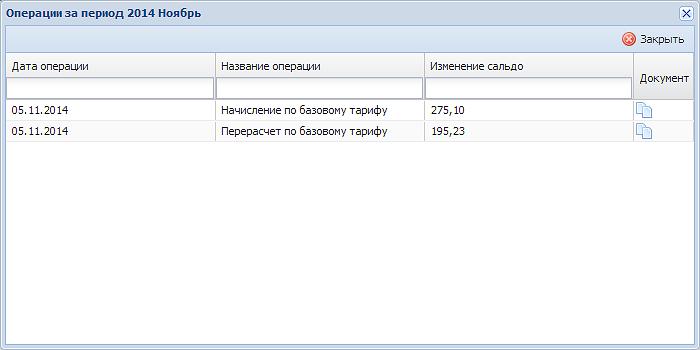 Операции за период 2014 Ноябрь
Закрыть
Дата операции Название операции Изменение сальдо Документ
05.11.2014 Начисление по базовому тарифу 275,10
05.11.2014 Перерасчет по базовому тарифу 195,23